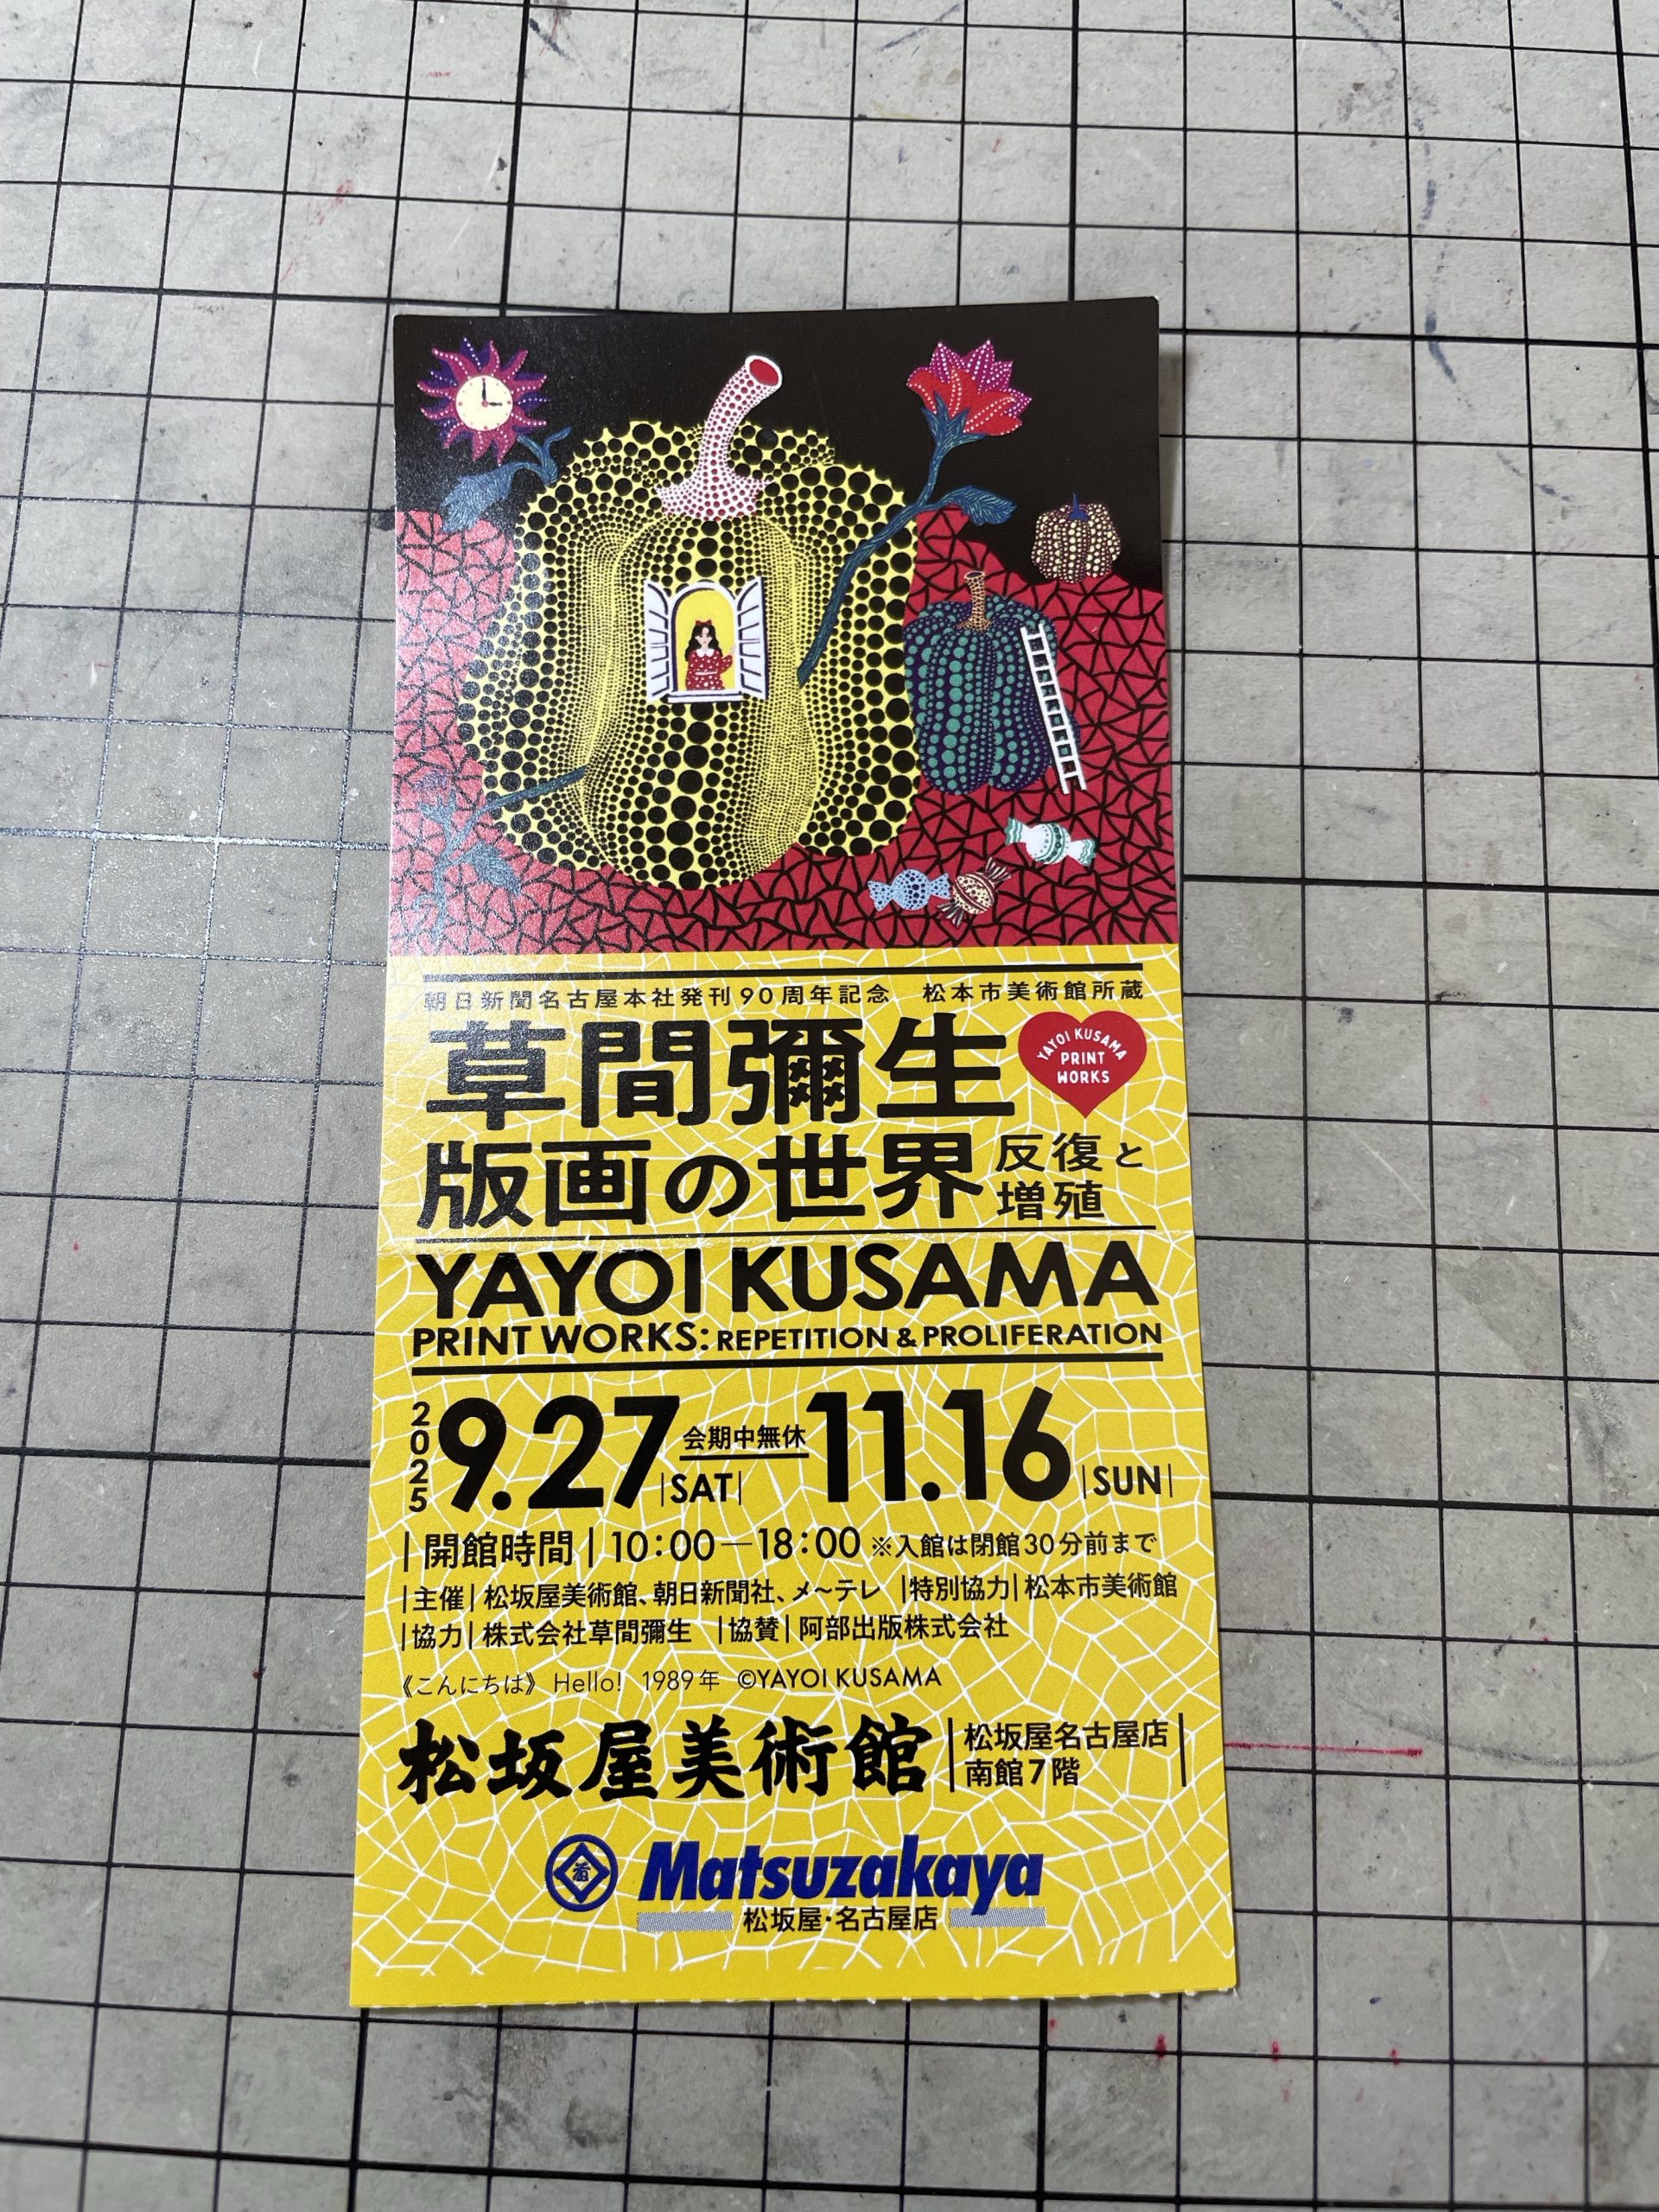 朝日新聞名古屋本社発刊90周年記念 松本市美術館所蔵
草間彌生
YAYOI KUSAMA
PRINT
WORKS
版画の世界 反復と
増殖
YAYOI KUSAMA
PRINT WORKS: REPETITION & PROLIFERATION
2025 9.27 |SAT| 会期中無休 11.16 |SUN|
|開館時間| 10:00—18:00 ※入館は閉館30分前まで
|主催| 松坂屋美術館、朝日新聞社、メ~テレ |特別協力| 松本市美術館
|協力| 株式会社草間彌生 |協賛| 阿部出版株式会社
《こんにちは》 Hello! 1989年 ©YAYOI KUSAMA
松坂屋美術館 |松坂屋名古屋店
南館7階|
Matsuzakaya
松坂屋・名古屋店